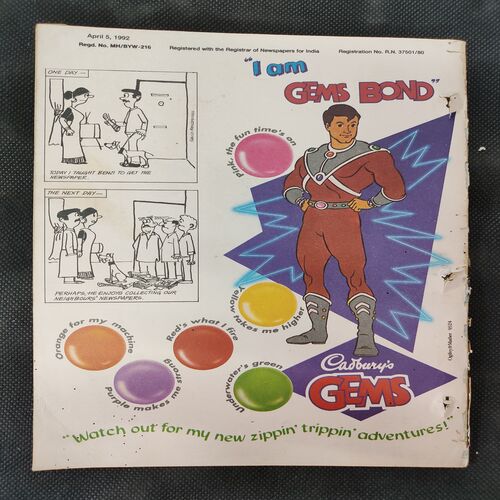 April 5, 1992
Regd. No. MH/BYW-216
Registered with the Registrar of Newspapers for India
Registration No. R.N. 37501/80
"I am
GEMS BOND"
ONE DAY—
TODAY I TAUGHT BENZI TO GET THE
NEWSPAPER.
THE NEXT DAY—
PERHAPS, HE ENJOYS COLLECTING OUR
NEIGHBOURS' NEWSPAPERS.
Pink, the fun time's on
Yellow takes me higher
Orange for my machine
Red's what I fire
Purple makes me strong
Underwater's green
Cadbury's
GEMS
"Watch out for my new zippin' trippin' adventures!"